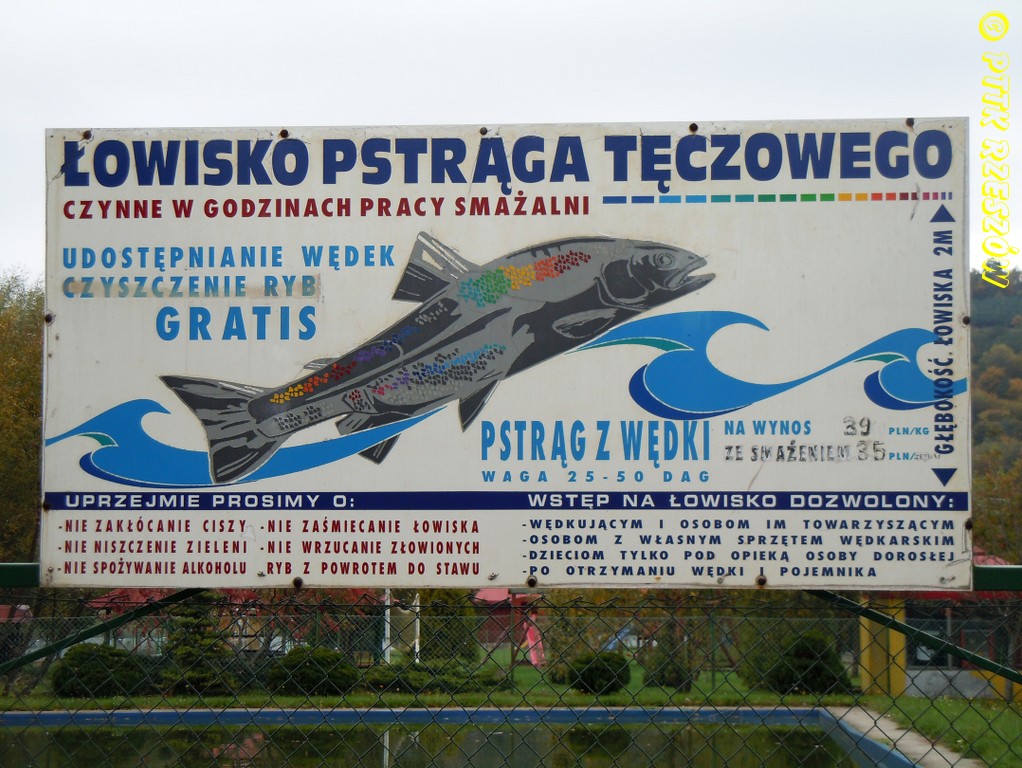 © PTTK RZESZÓW
ŁOWISKO PSTRĄGA TĘCZOWEGO
CZYNNE W GODZINACH PRACY SMAŻALNI
UDOSTĘPNIANIE WĘDEK
CZYSZCZENIE RYB
GRATIS
GŁĘBOKOŚĆ. ŁOWISKA 2M
PSTRĄG Z WĘDKI
WAGA 25-50 DAG
NA WYNOS 39 PLN/KG
ZE SMAŻENIEM 35 PLN/
UPRZEJMIE PROSIMY O:
-NIE ZAKŁÓCANIE CISZY
-NIE NISZCZENIE ZIELENI
-NIE SPOŻYWANIE ALKOHOLU
-NIE ZAŚMIECANIE ŁOWISKA
-NIE WRZUCANIE ZŁOWIONYCH
RYB Z POWROTEM DO STAWU
WSTĘP NA ŁOWISKO DOZWOLONY:
-WĘDKUJĄCYM I OSOBOM IM TOWARZYSZĄCYM
-OSOBOM Z WŁASNYM SPRZĘTEM WĘDKARSKIM
-DZIECIOM TYLKO POD OPIEKĄ OSOBY DOROSŁEJ
-PO OTRZYMANIU WĘDKI I POJEMNIKA